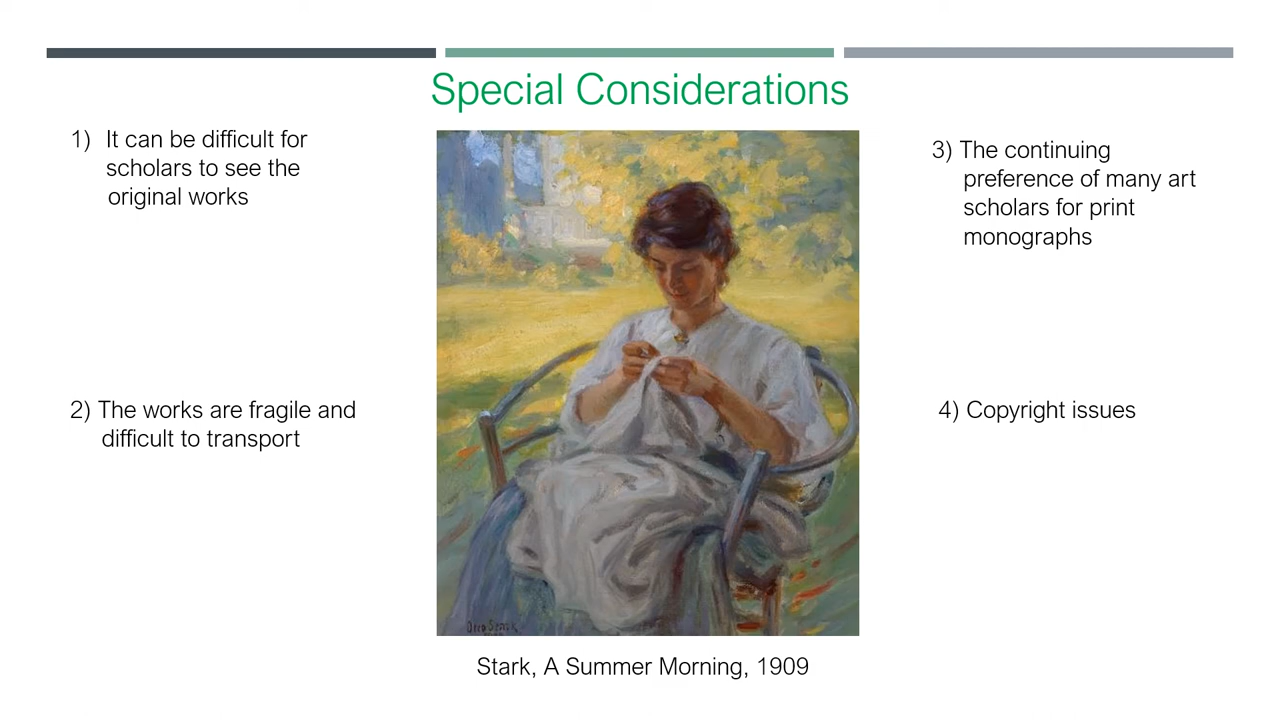 Special Considerations
1) It can be difficult for
scholars to see the
original works
2) The works are fragile and
difficult to transport
3) The continuing
preference of many art
scholars for print
monographs
4) Copyright issues
Otto Stark
Stark, A Summer Morning, 1909